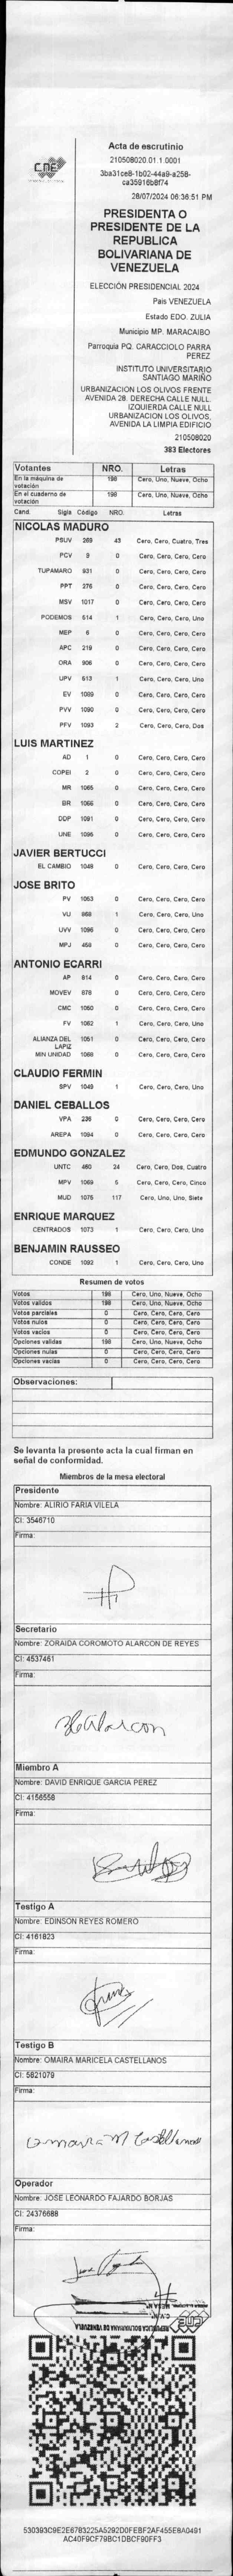 CNE
Acta de escrutinio
210508020.01.1.0001
3ba31ce8-1b02-44a9-a258-
ca35916b8f74
28/07/2024 06:36:51 PM
PRESIDENTA O
PRESIDENTE DE LA
REPUBLICA
BOLIVARIANA DE
VENEZUELA
ELECCIÓN PRESIDENCIAL 2024
Pais VENEZUELA
Estado EDO. ZULIA
Municipio MP. MARACAIBO
Parroquia PQ. CARACCIOLO PARRA
PEREZ
INSTITUTO UNIVERSITARIO
SANTIAGO MARIÑO
URBANIZACION LOS OLIVOS FRENTE
AVENIDA 28. DERECHA CALLE NULL.
IZQUIERDA CALLE NULL
URBANIZACION LOS OLIVOS,
AVENIDA LA LIMPIA EDIFICIO
210508020
383 Electores
Votantes NRO. Letras
En la máquina de votación 198 Cero, Uno, Nueve, Ocho
En el cuaderno de votación 198 Cero, Uno, Nueve, Ocho
Cand. Sigla Código NRO. Letras
NICOLAS MADURO
PSUV 269 43 Cero, Cero, Cuatro, Tres
PCV 9 0 Cero, Cero, Cero, Cero
TUPAMARO 931 0 Cero, Cero, Cero, Cero
PPT 275 0 Cero, Cero, Cero, Cero
MSV 1017 0 Cero, Cero, Cero, Cero
PODEMOS 514 1 Cero, Cero, Cero, Uno
MEP 6 0 Cero, Cero, Cero, Cero
APC 219 0 Cero, Cero, Cero, Cero
ORA 906 0 Cero, Cero, Cero, Cero
UPV 613 1 Cero, Cero, Cero, Uno
EV 1089 0 Cero, Cero, Cero, Cero
PVV 1090 0 Cero, Cero, Cero, Cero
PFV 1093 2 Cero, Cero, Cero, Dos
LUIS MARTINEZ
AD 1 0 Cero, Cero, Cero, Cero
COPEI 2 0 Cero, Cero, Cero, Cero
MR 1065 0 Cero, Cero, Cero, Cero
BR 1066 0 Cero, Cero, Cero, Cero
DDP 1091 0 Cero, Cero, Cero, Cero
UNE 1095 0 Cero, Cero, Cero, Cero
JAVIER BERTUCCI
EL CAMBIO 1048 0 Cero, Cero, Cero, Cero
JOSE BRITO
PV 1053 0 Cero, Cero, Cero, Cero
VU 868 1 Cero, Cero, Cero, Uno
UVV 1096 0 Cero, Cero, Cero, Cero
MPJ 458 0 Cero, Cero, Cero, Cero
ANTONIO ECARRI
AP 814 0 Cero, Cero, Cero, Cero
MOVEV 878 0 Cero, Cero, Cero, Cero
CMC 1050 0 Cero, Cero, Cero, Cero
FV 1062 1 Cero, Cero, Cero, Uno
ALIANZA DEL LAPIZ 1051 0 Cero, Cero, Cero, Cero
MIN UNIDAD 1068 0 Cero, Cero, Cero, Cero
CLAUDIO FERMIN
SPV 1049 1 Cero, Cero, Cero, Uno
DANIEL CEBALLOS
VPA 236 0 Cero, Cero, Cero, Cero
AREPA 1094 0 Cero, Cero, Cero, Cero
EDMUNDO GONZALEZ
UNTC 460 24 Cero, Cero, Dos, Cuatro
MPV 1069 5 Cero, Cero, Cero, Cinco
MUD 1076 117 Cero, Uno, Uno, Siete
ENRIQUE MARQUEZ
CENTRADOS 1073 1 Cero, Cero, Cero, Uno
BENJAMIN RAUSSEO
CONDE 1092 1 Cero, Cero, Cero, Uno
Resumen de votos
Votos 198 Cero, Uno, Nueve, Ocho
Votos validos 198 Cero, Uno, Nueve, Ocho
Votos parciales 0 Cero, Cero, Cero, Cero
Votos nulos 0 Cero, Cero, Cero, Cero
Votos vacios 0 Cero, Cero, Cero, Cero
Opciones validas 198 Cero, Uno, Nueve, Ocho
Opciones nulas 0 Cero, Cero, Cero, Cero
Opciones vacias 0 Cero, Cero, Cero, Cero
Observaciones:
Se levanta la presente acta la cual firman en
señal de conformidad.
Miembros de la mesa electoral
Presidente
Nombre: ALIRIO FARIA VILELA
CI: 3546710
Firma:
Secretario
Nombre: ZORAIDA COROMOTO ALARCON DE REYES
CI: 4537461
Firma:
Miembro A
Nombre: DAVID ENRIQUE GARCIA PEREZ
CI: 4156558
Firma:
Testigo A
Nombre: EDINSON REYES ROMERO
CI: 4161823
Firma:
Testigo B
Nombre: OMAIRA MARICELA CASTELLANOS
CI: 5821079
Firma:
Omaira M Castellanos
Operador
Nombre: JOSE LEONARDO FAJARDO BORJAS
CI: 24376688
Firma:
REPUBLICA BOLIVARIANA DE VENEZUELA
CNE
530393C9E2E6783225A5292D0FEBF2AF455E8A0491
AC40F9CF79BC1DBCF90FF3